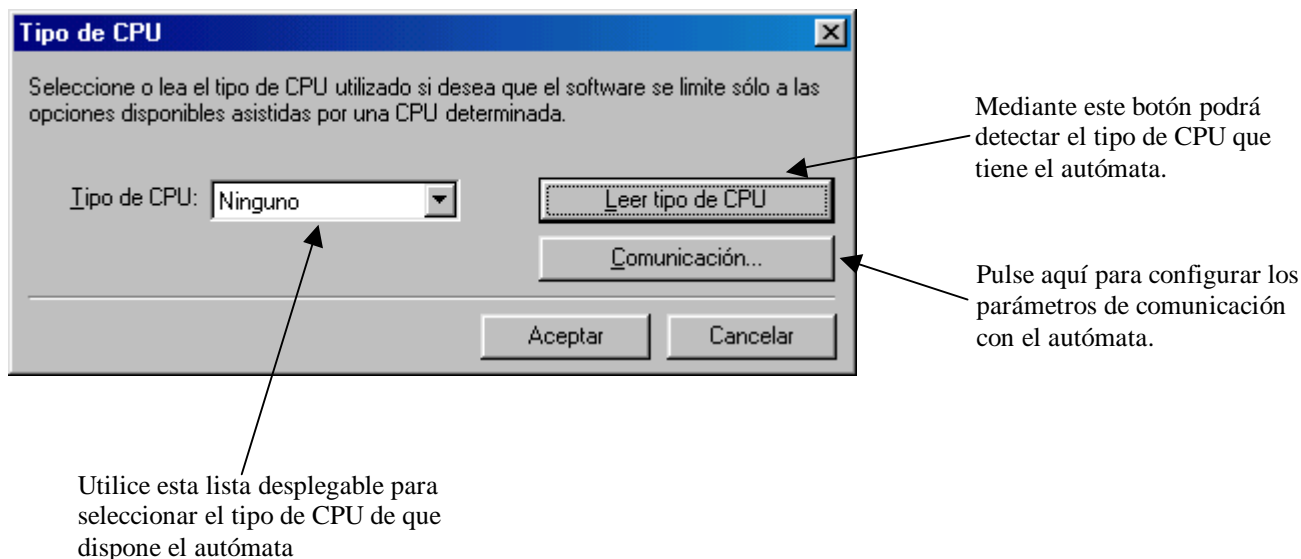 Tipo de CPU
Seleccione o lea el tipo de CPU utilizado si desea que el software se limite sólo a las
opciones disponibles asistidas por una CPU determinada.
Tipo de CPU:
Ninguno
Leer tipo de CPU
Comunicación...
Aceptar
Cancelar
Mediante este botón podrá
detectar el tipo de CPU que
tiene el autómata.
Pulse aquí para configurar los
parámetros de comunicación
con el autómata.
Utilice esta lista desplegable para
seleccionar el tipo de CPU de que
dispone el autómata